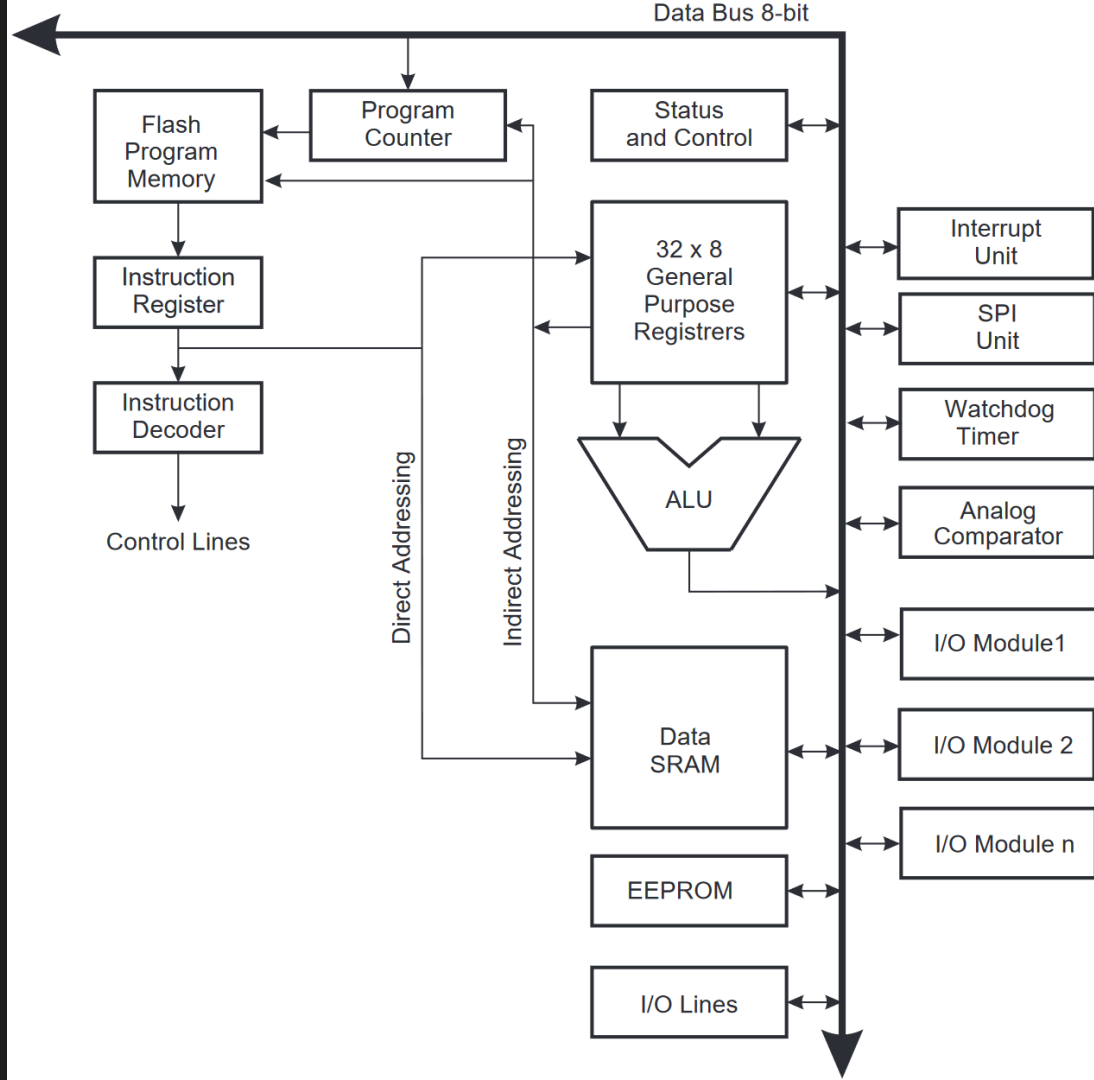 Data Bus 8-bit
Flash
Program
Memory
Program
Counter
Status
and Control
Interrupt
Unit
32 x 8
General
Purpose
Registrers
Instruction
Register
SPI
Unit
Instruction
Decoder
Watchdog
Timer
Direct Addressing
Indirect Addressing
ALU
Analog
Comparator
Control Lines
I/O Module1
Data
SRAM
I/O Module 2
I/O Module n
EEPROM
I/O Lines